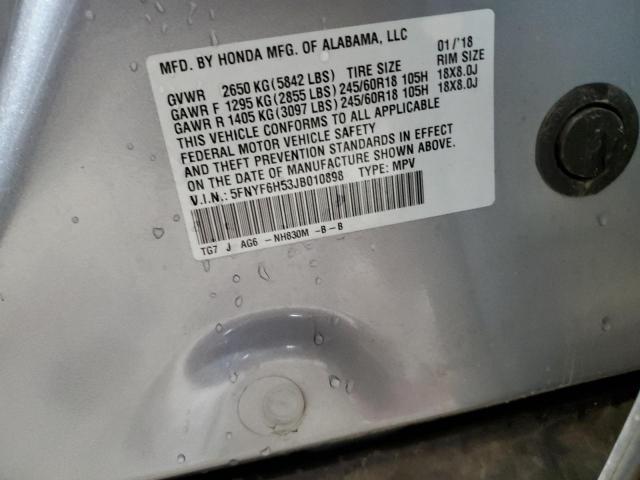 MFD. BY HONDA MFG. OF ALABAMA, LLC 01/'18
GVWR 2650 KG(5842 LBS) TIRE SIZE RIM SIZE
GAWR F 1295 KG(2855 LBS)245/60R18 105H 18X8.0J
GAWR R 1405 KG(3097 LBS)245/60R18 105H 18X8.0J
THIS VEHICLE CONFORMS TO ALL APPLICABLE
FEDERAL MOTOR VEHICLE SAFETY
AND THEFT PREVENTION STANDARDS IN EFFECT
ON THE DATE OF MANUFACTURE SHOWN ABOVE.
V.I.N.: 5FNYF6H53JB010898 TYPE: MPV
TG7 J AG6 -NH830M -B-B